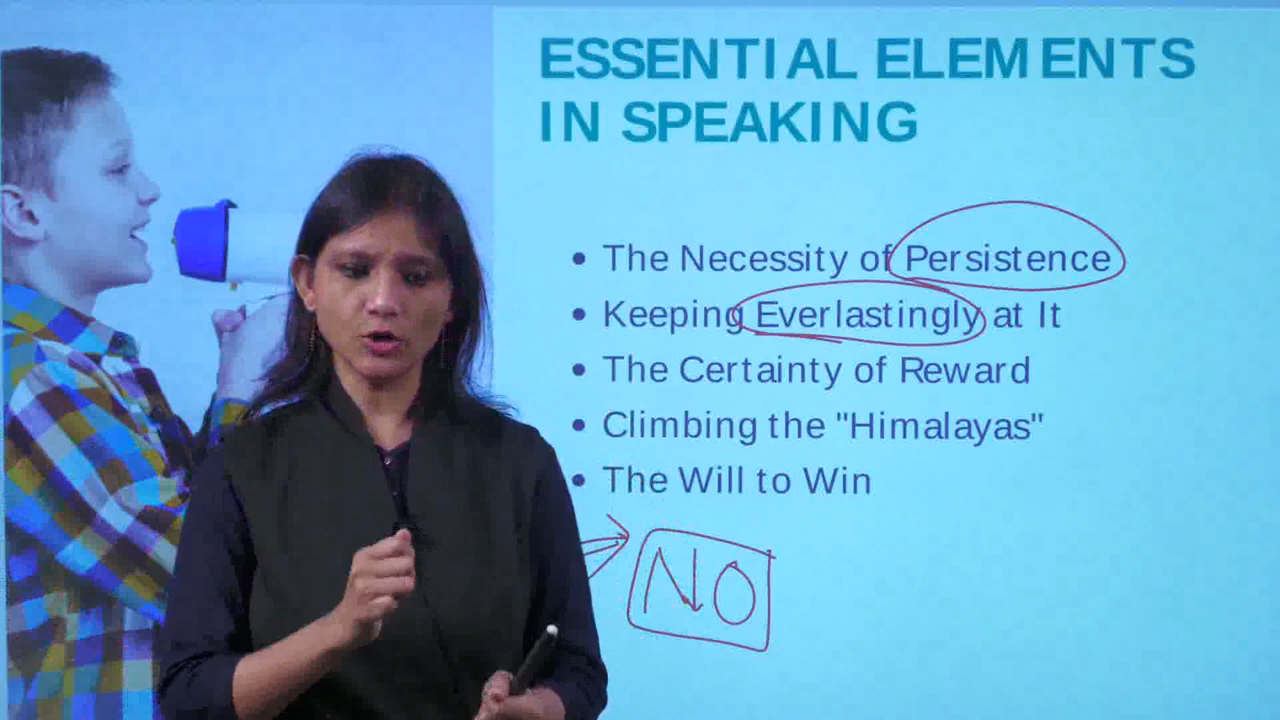 ESSENTIAL ELEMENTS
IN SPEAKING
The Necessity of Persistence
Keeping Everlastingly at It
The Certainty of Reward
Climbing the "Himalayas"
The Will to Win
NO